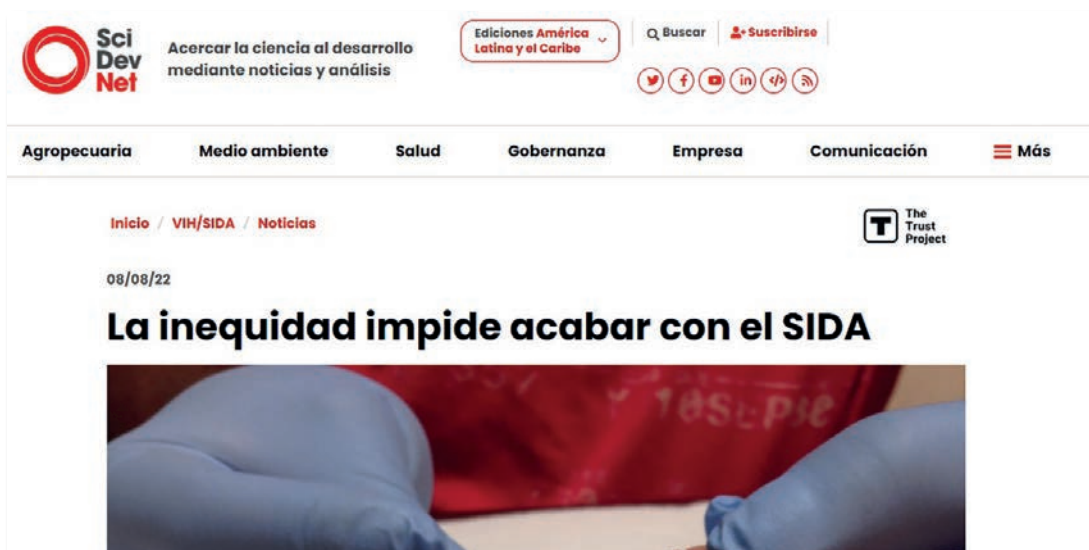 Sci
Dev
Net
Acercar la ciencia al desarrollo
mediante noticias y análisis
Ediciones América
Latina y el Caribe
Buscar
Suscribirse
Agropecuaria
Medio ambiente
Salud
Gobernanza
Empresa
Comunicación
Más
Inicio / VIH/SIDA / Noticias
T
The
Trust
Project
08/08/22
La inequidad impide acabar con el SIDA